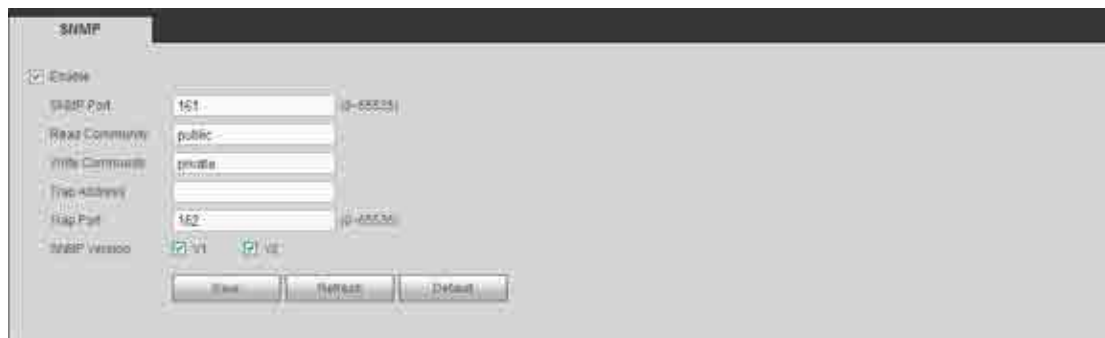 SNMP
Enable
SNMP Port 161 (0~65535)
Read Community public
Write Community private
Trap Address
Trap Port 162 (0~65535)
SNMP version V1 V2
Save Refresh Default